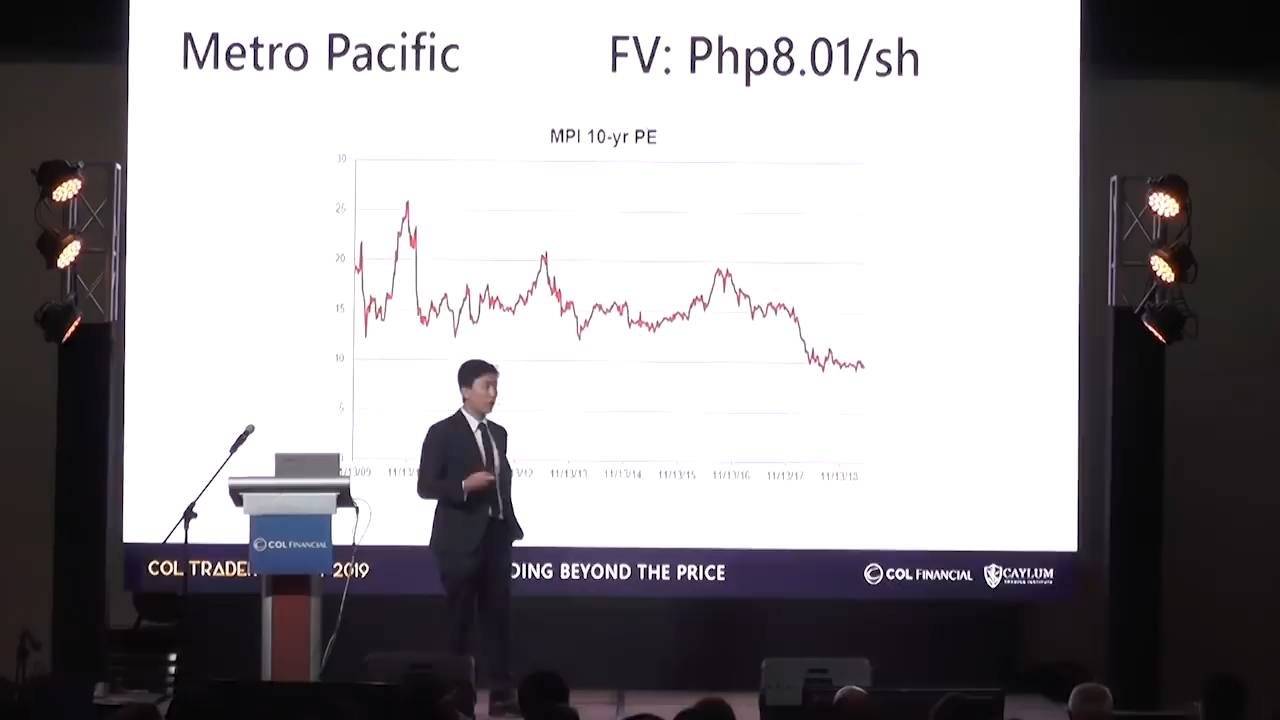 Metro Pacific
FV: Php8.01/sh
MPI 10-yr PE
30
25
20
15
10
5
11/13/13
11/13/14
11/13/15
11/13/16
11/13/17
11/13/18
COL FINANCIAL
COL TRADE
2019
DING BEYOND THE PRICE
COL FINANCIAL
CAYLUM